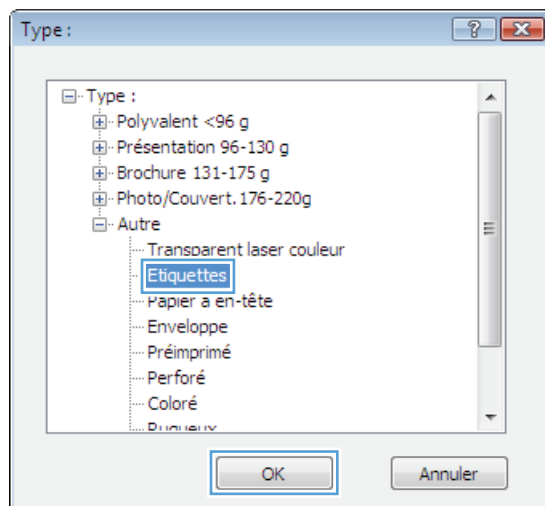 Type :
Type :
Polyvalent <96 g
Présentation 96-130 g
Brochure 131-175 g
Photo/Couvert. 176-220g
Autre
Transparent laser couleur
Etiquettes
Papier à en-tête
Enveloppe
Préimprimé
Perforé
Coloré
Rugueux
OK Annuler